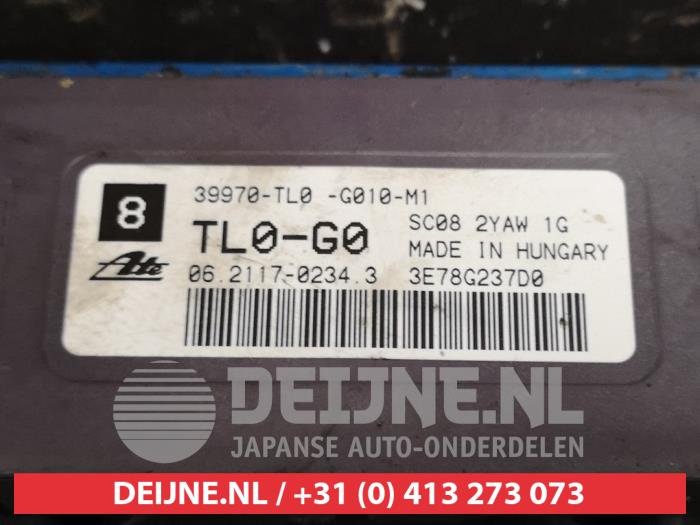 8
39970-TL0 -G010-M1
TL0-G0
SC08 2YAW 1G
MADE IN HUNGARY
Ate
06.2117-0234.3
3E78G237D0
DEIJNE.NL
JAPANSE AUTO-ONDERDELEN
DEIJNE.NL / +31 (0) 413 273 073